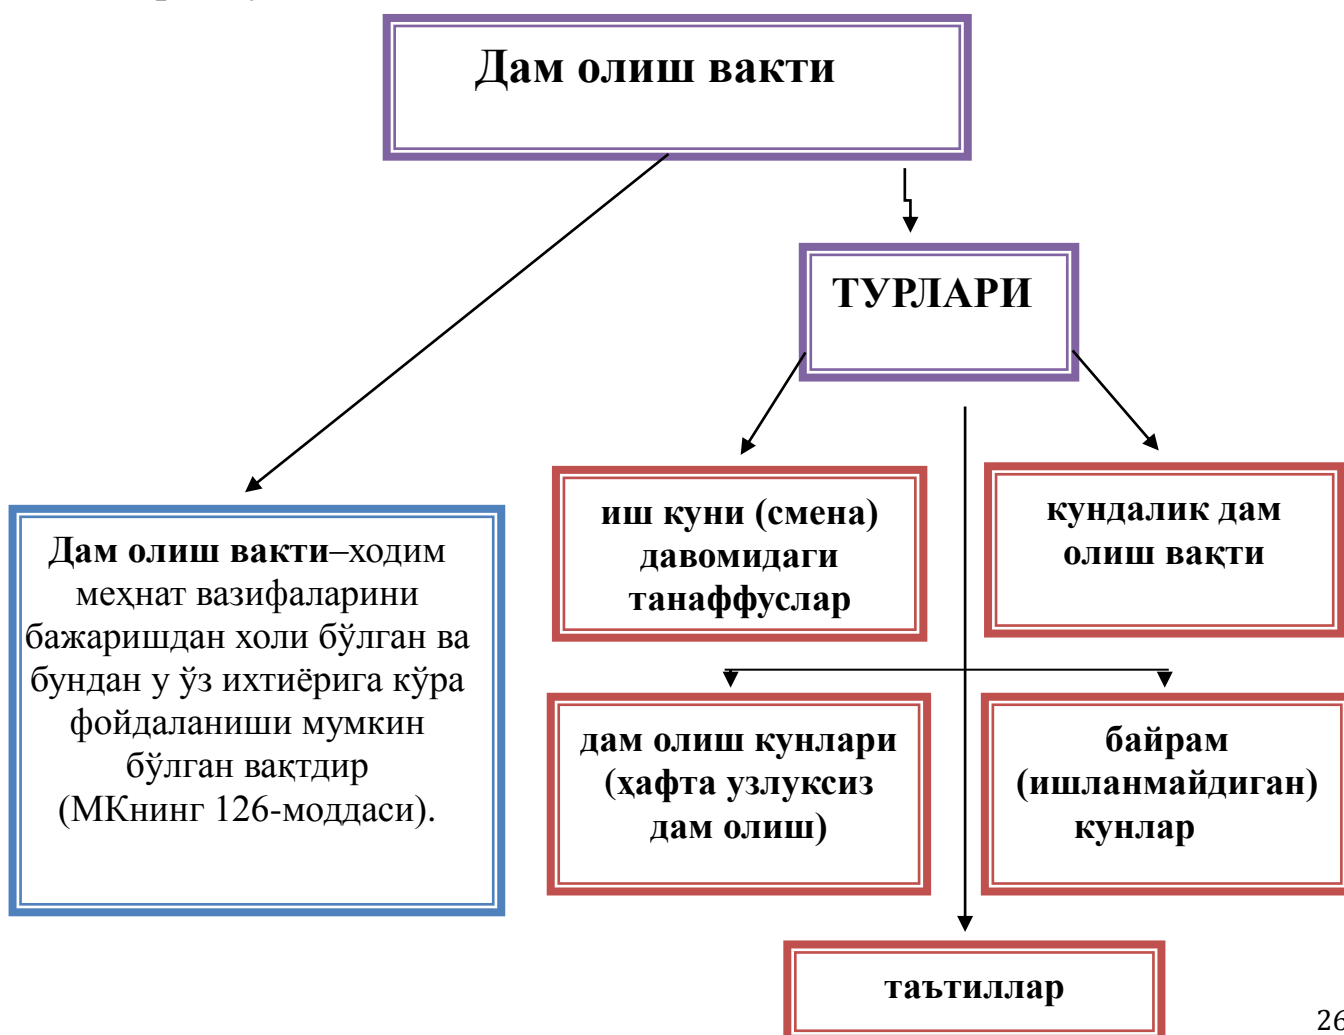 Дам олиш вакти
ТУРЛАРИ
иш куни (смена)
давомидаги
танаффуслар
кундалик дам
олиш вақти
Дам олиш вакти–ходим
меҳнат вазифаларини
бажаришдан холи бўлган ва
бундан у ўз ихтиёрига кўра
фойдаланиши мумкин
бўлган вақтдир
(МКнинг 126-моддаси).
дам олиш кунлари
(ҳафта узлуксиз
дам олиш)
байрам
(ишланмайдиган)
кунлар
таътиллар
26